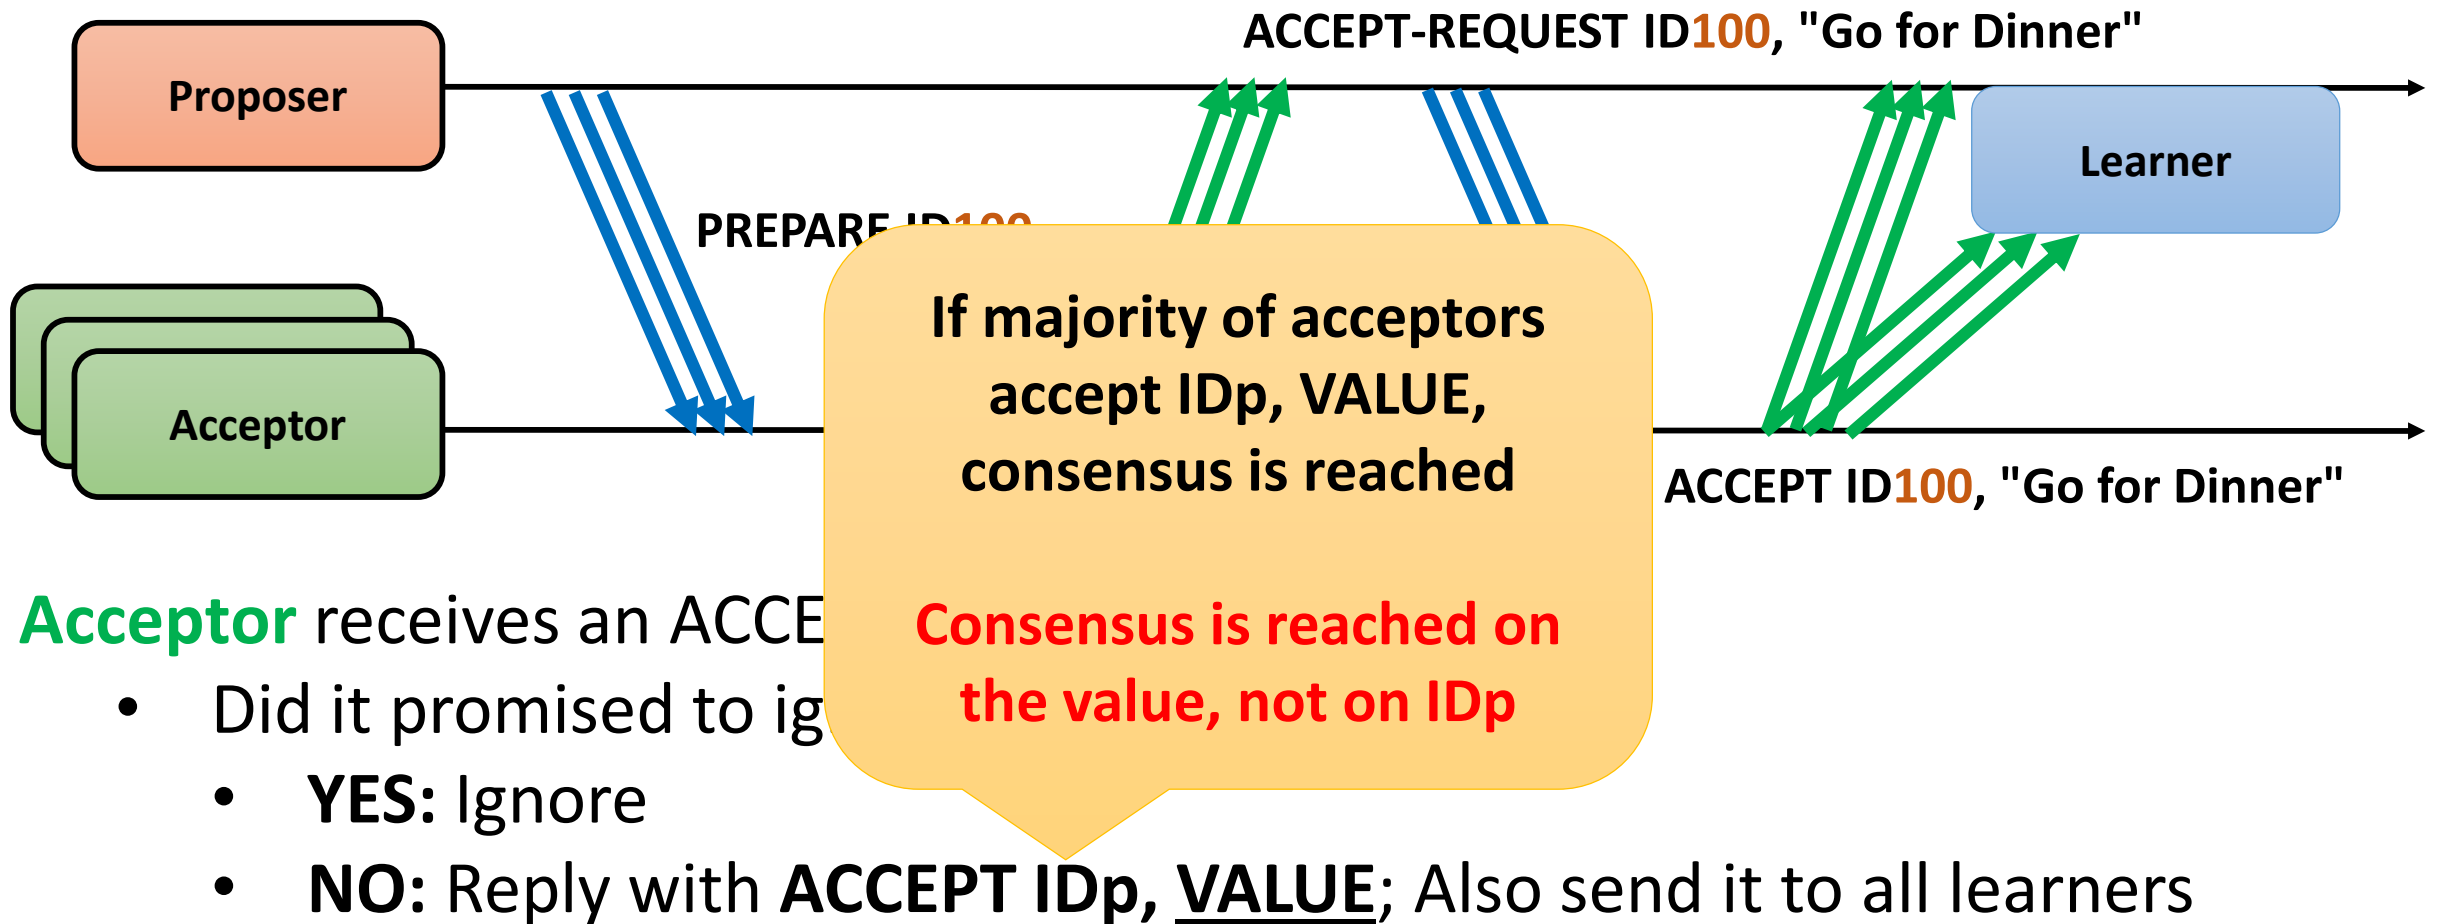 ACCEPT-REQUEST ID100, "Go for Dinner"
Proposer
Learner
PREPARE ID100
If majority of acceptors
accept IDp, VALUE,
consensus is reached
Consensus is reached on
the value, not on IDp
Acceptor
ACCEPT ID100, "Go for Dinner"
Acceptor receives an ACCE
• Did it promised to ig
• YES: Ignore
• NO: Reply with ACCEPT IDp, VALUE; Also send it to all learners